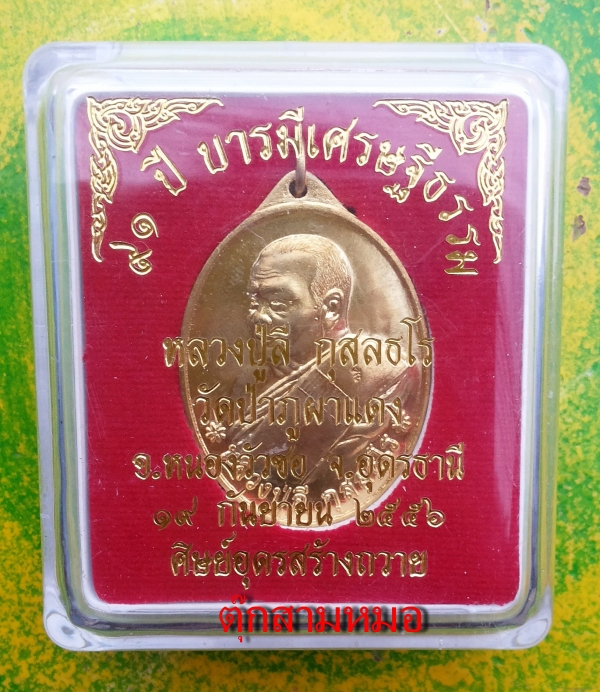 ๙๑ ปี บารมีเศรษฐีธรรม
หลวงปู่ลี กุสลธโร
วัดป่าภูผาแดง
อ.หนองวัวซอ จ.อุดรธานี
๑๙ กันยายน ๒๕๕๖
ศิษย์อุดรสร้างถวาย
ตุ๊กสามหมอ